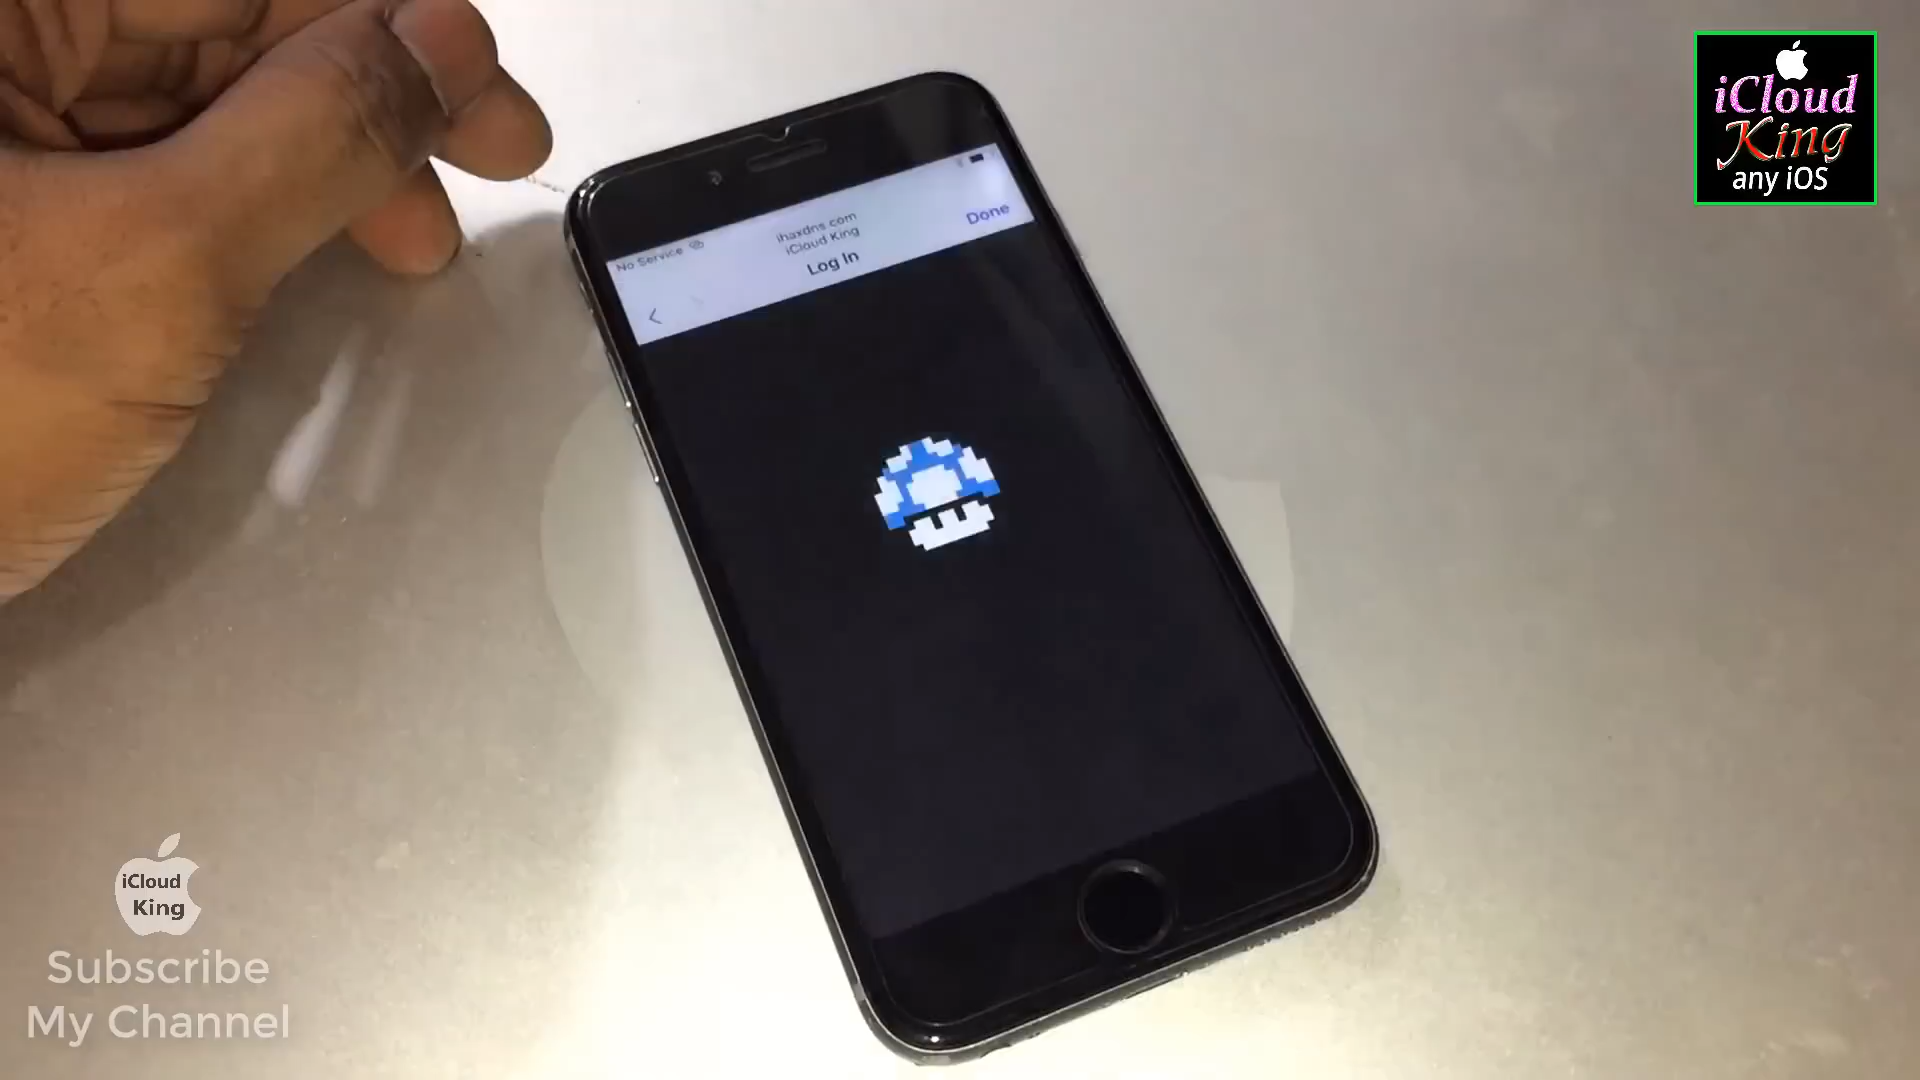 iCloud
King
any iOS
No Service
ihaxdns.com
iCloud King
Log In
Done
iCloud
King
Subscribe
My Channel